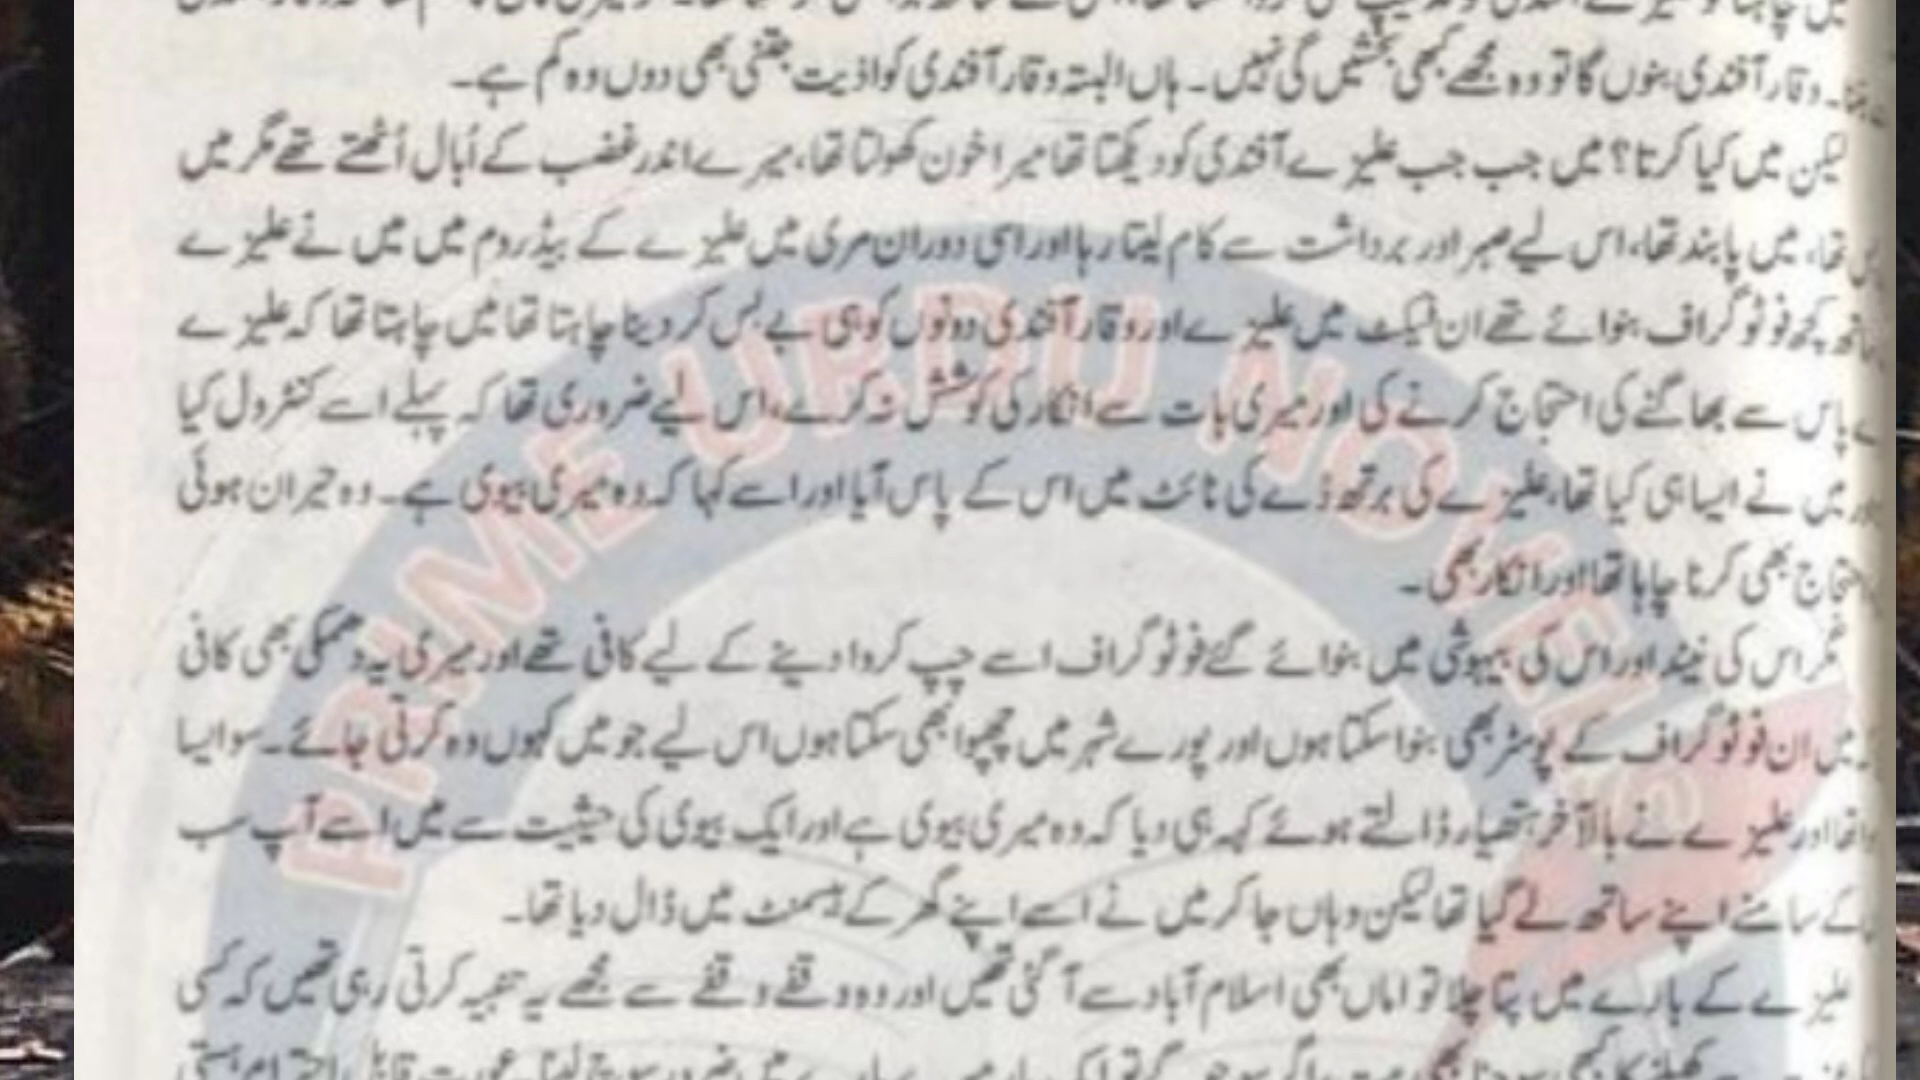 وقار آفندی بنوں گا تو وہ مجھے کبھی بخشیں گی نہیں۔ ہاں البتہ وقار آفندی کو اذیت جتنی بھی دوں وہ کم ہے۔
لیکن میں کیا کرتا؟ میں جب جب علیزے آفندی کو دیکھتا تھا میرا خون کھولتا تھا، میرے اندر غضب کے اُبال اُٹھتے تھے مگر میں
تھا، میں پابند تھا، اس لیے صبر اور برداشت سے کام لیتا رہا اور اسی دوران مری میں علیزے کے بیڈ روم میں میں نے علیزے
کچھ فوٹو گراف بنوائے تھے ان فیکٹ میں علیزے اور وقار آفندی دونوں کو ہی بے بس کر دینا چاہتا تھا میں چاہتا تھا کہ علیزے
پاس سے بھاگنے کی احتجاج کرنے کی اور میری بات سے انکار کی کوشش نہ کرے، اس لیے ضروری تھا کہ پہلے اسے کنٹرول کیا
میں نے ایسا ہی کیا تھا، علیزے کی برتھ ڈے کی نائٹ میں اس کے پاس آیا اور اسے کہا کہ وہ میری بیوی ہے۔ وہ حیران ہوئی
بھی کرنا چاہا تھا اور انکار بھی۔
مگر اس کی نیند اور اس کی بیہوشی میں بنوائے گئے فوٹو گراف اسے چپ کروا دینے کے لیے کافی تھے اور میری یہ دھمکی بھی کافی
میں ان فوٹو گراف کے پوسٹر بھی بنوا سکتا ہوں اور پورے شہر میں چھپوا بھی سکتا ہوں اس لیے جو میں کہوں وہ کرتی جائے۔ سو ایسا
اور علیزے نے بالآخر ہتھیار ڈالتے ہوئے کہہ ہی دیا کہ وہ میری بیوی ہے اور ایک بیوی کی حیثیت سے میں اسے آپ سب
کے سامنے اپنے ساتھ لے گیا تھا لیکن وہاں جا کر میں نے اسے اپنے گھر کے بیسمنٹ میں ڈال دیا تھا۔
علیزے کے بارے میں پتا چلا تو اماں بھی اسلام آباد سے آ گئی تھیں اور وہ وقفے وقفے سے مجھے یہ تنبیہہ کرتی رہی تھیں کہ کسی
PRIME URDU NOVELS